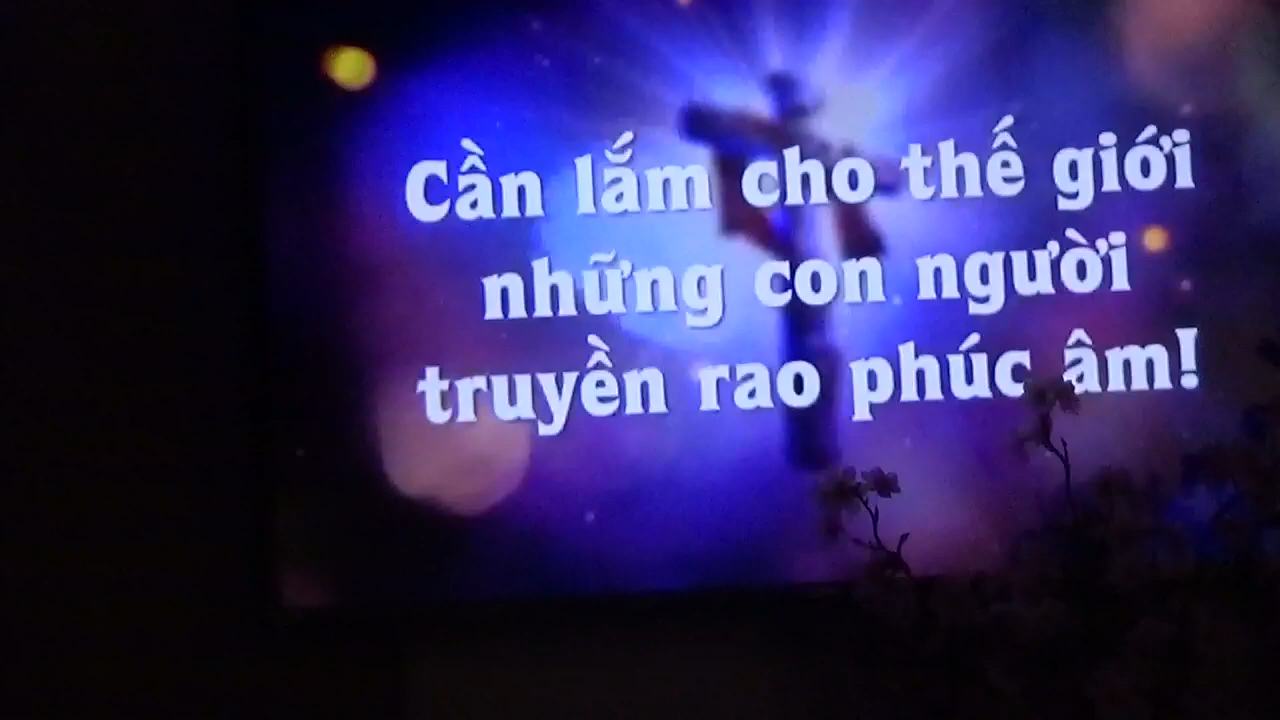 Cần lắm cho thế giới
những con người
truyền rao phúc âm!